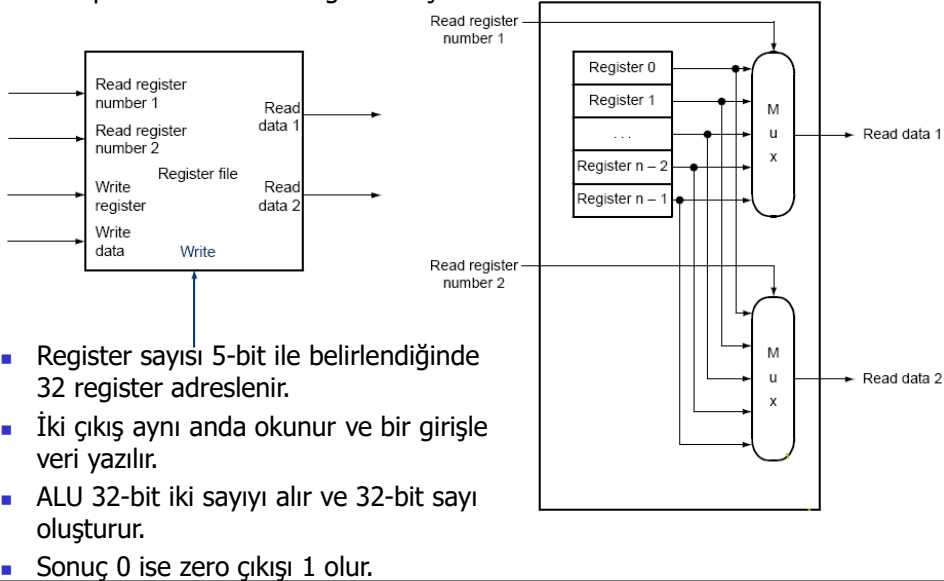 Read register
number 1
Read register
number 2
Write
register
Write
data
Register file
Read
data 1
Read
data 2
Write
Read register
number 1
Register 0
Register 1
. . .
Register n – 2
Register n – 1
M
u
x
Read data 1
Read register
number 2
M
u
x
Read data 2
Register sayısı 5-bit ile belirlendiğinde
32 register adreslenir.
İki çıkış aynı anda okunur ve bir girişle
veri yazılır.
ALU 32-bit iki sayıyı alır ve 32-bit sayı
oluşturur.
Sonuç 0 ise zero çıkışı 1 olur.